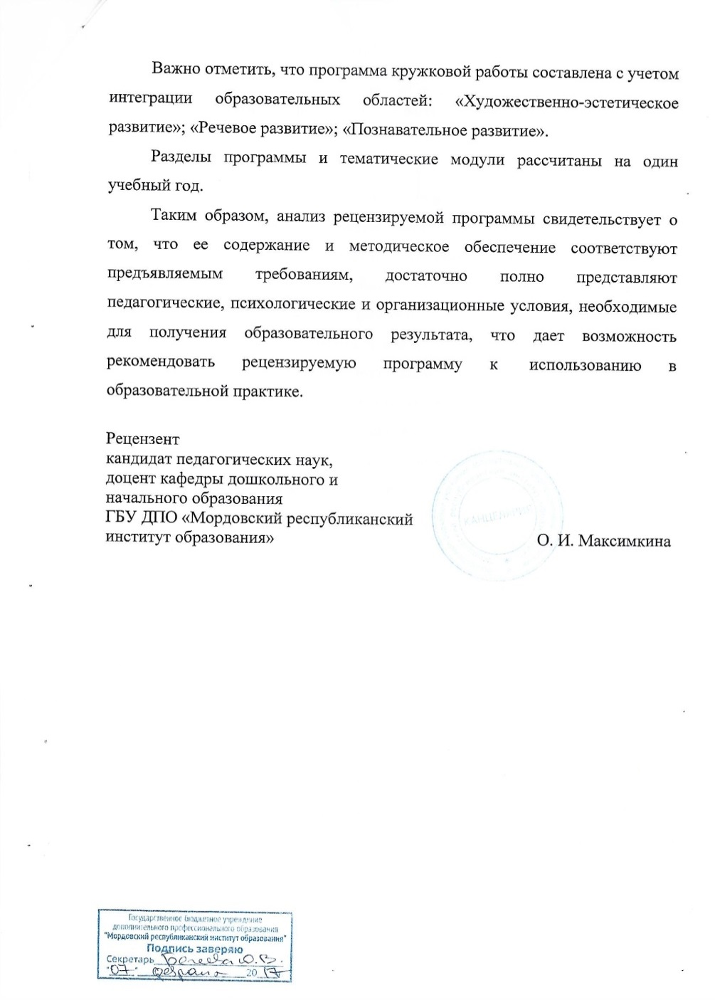 Важно отметить, что программа кружковой работы составлена с учетом
интеграции образовательных областей: «Художественно-эстетическое
развитие»; «Речевое развитие»; «Познавательное развитие».
Разделы программы и тематические модули рассчитаны на один
учебный год.
Таким образом, анализ рецензируемой программы свидетельствует о
том, что ее содержание и методическое обеспечение соответствуют
предъявляемым требованиям, достаточно полно представляют
педагогические, психологические и организационные условия, необходимые
для получения образовательного результата, что дает возможность
рекомендовать рецензируемую программу к использованию в
образовательной практике.
Рецензент
кандидат педагогических наук,
доцент кафедры дошкольного и
начального образования
ГБУ ДПО «Мордовский республиканский
институт образования»
О. И. Максимкина
КАНЦЕЛЯРИЯ
Государственное бюджетное учреждение
дополнительного профессионального образования
"Мордовский республиканский институт образования"
Подпись заверяю
Секретарь Ю.В.
"07" февраля 2017